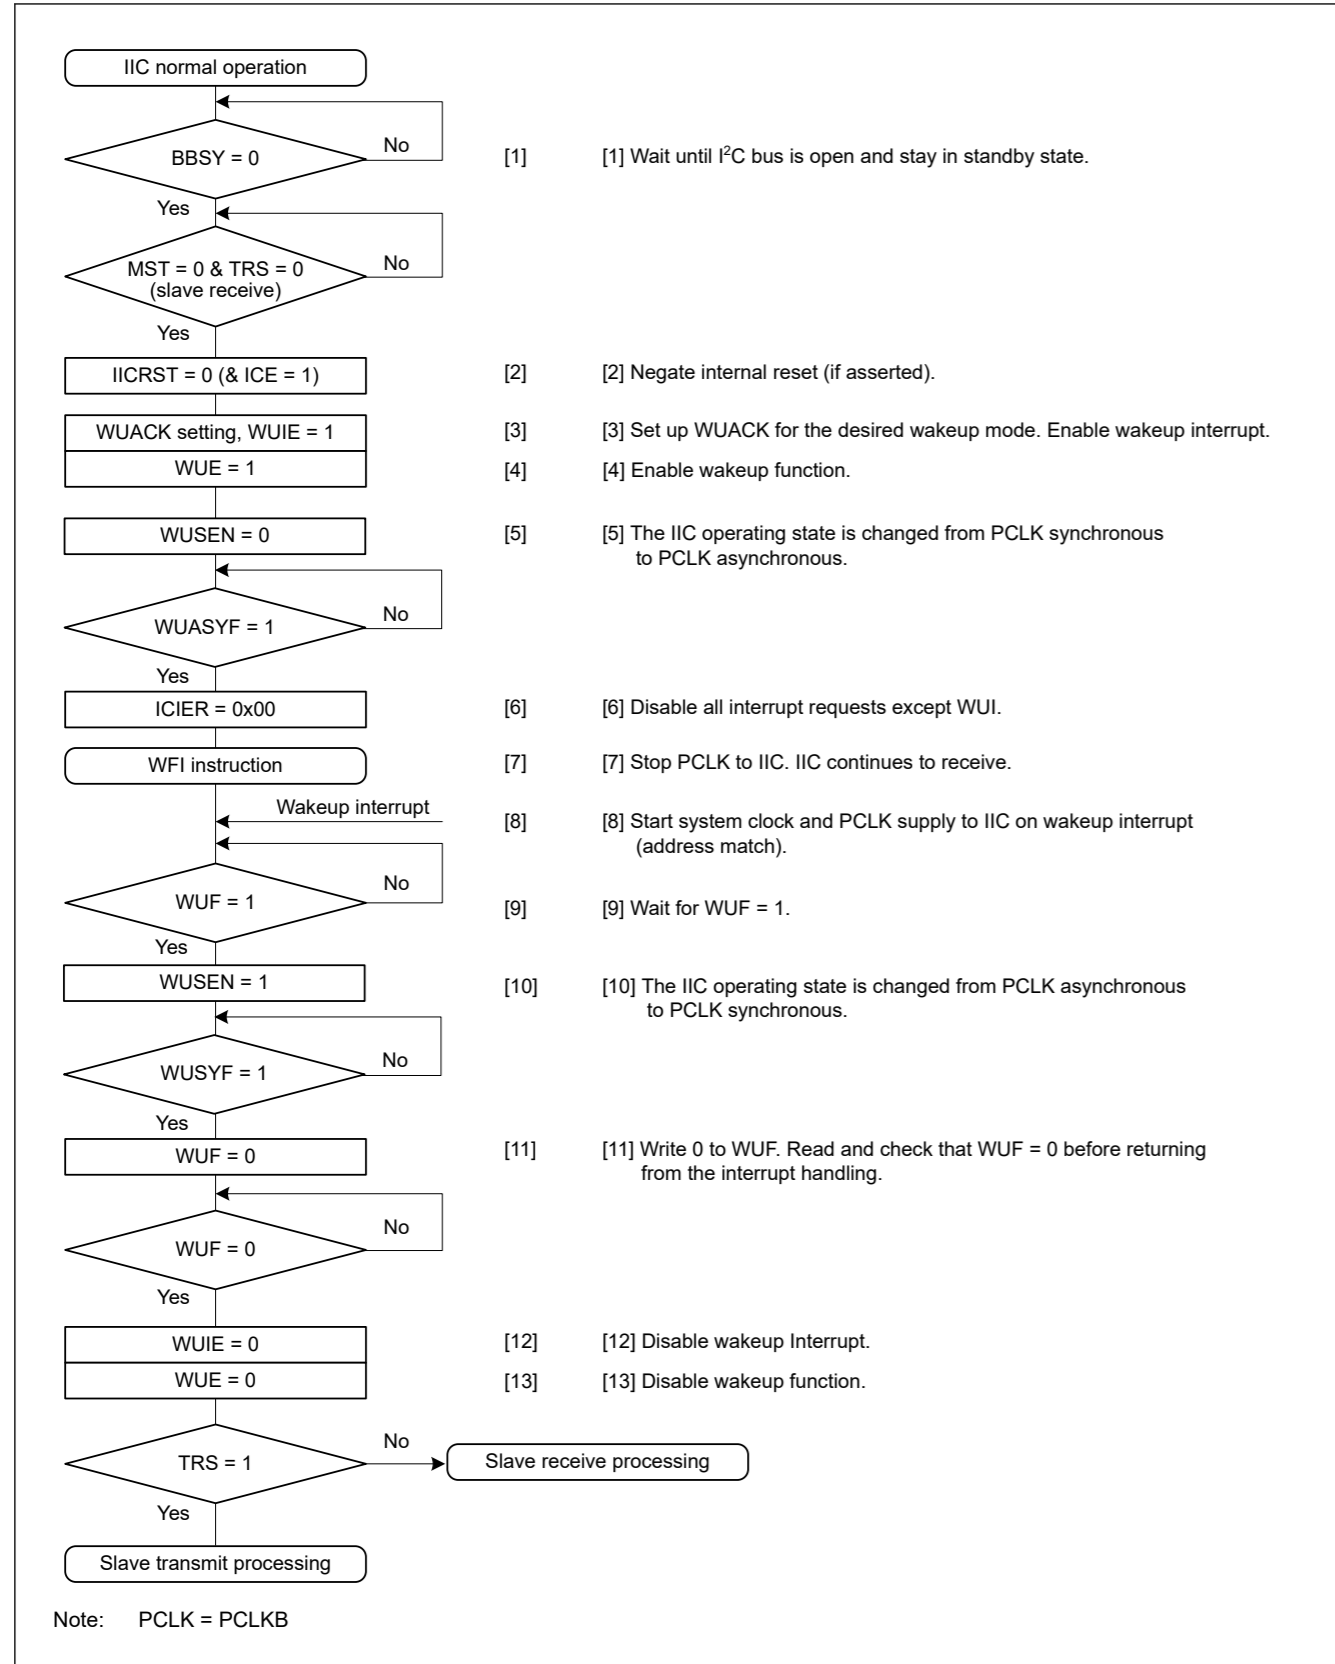 IIC normal operation
BBSY = 0
No
[1] [1] Wait until I²C bus is open and stay in standby state.
Yes
MST = 0 & TRS = 0
(slave receive)
No
Yes
IICRST = 0 (& ICE = 1)
[2] [2] Negate internal reset (if asserted).
WUACK setting, WUIE = 1
[3] [3] Set up WUACK for the desired wakeup mode. Enable wakeup interrupt.
WUE = 1
[4] [4] Enable wakeup function.
WUSEN = 0
[5] [5] The IIC operating state is changed from PCLK synchronous
to PCLK asynchronous.
WUASYF = 1
No
Yes
ICIER = 0x00
[6] [6] Disable all interrupt requests except WUI.
WFI instruction
[7] [7] Stop PCLK to IIC. IIC continues to receive.
Wakeup interrupt
[8] [8] Start system clock and PCLK supply to IIC on wakeup interrupt
(address match).
WUF = 1
No
[9] [9] Wait for WUF = 1.
Yes
WUSEN = 1
[10] [10] The IIC operating state is changed from PCLK asynchronous
to PCLK synchronous.
WUSYF = 1
No
Yes
WUF = 0
[11] [11] Write 0 to WUF. Read and check that WUF = 0 before returning
from the interrupt handling.
WUF = 0
No
Yes
WUIE = 0
[12] [12] Disable wakeup Interrupt.
WUE = 0
[13] [13] Disable wakeup function.
TRS = 1
No
Slave receive processing
Yes
Slave transmit processing
Note: PCLK = PCLKB